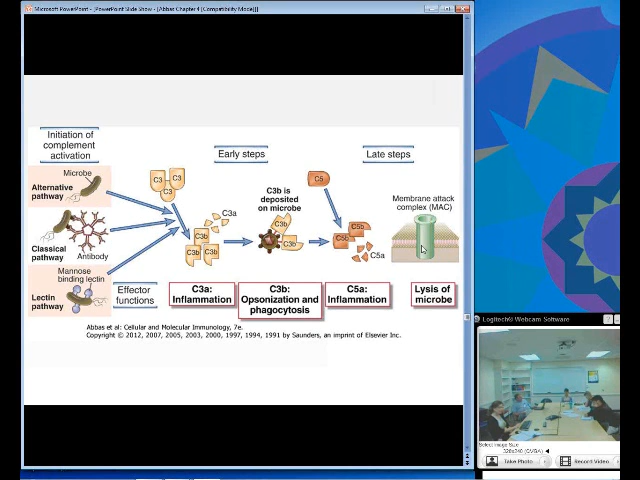 Microsoft PowerPoint - [PowerPoint Slide Show - [Abbas Chapter 4 [Compatibility Mode]]]
Initiation of
complement
activation
Early steps
Late steps
Microbe
Alternative
pathway
Classical
pathway
Antibody
Mannose
binding lectin
Lectin
pathway
C3
C3
C3
C3a
C3b
C3b
C3b
C3b is
deposited
on microbe
C3b
C3b
C5
C5b
C5b
C5a
Membrane attack
complex (MAC)
Effector
functions
C3a:
Inflammation
C3b:
Opsonization and
phagocytosis
C5a:
Inflammation
Lysis of
microbe
Abbas et al: Cellular and Molecular Immunology, 7e.
Copyright © 2012, 2007, 2005, 2003, 2000, 1997, 1994, 1991 by Saunders, an imprint of Elsevier Inc.
Logitech® Webcam Software
Select Image Size
320x240 (QVGA)
Take Photo
Record Video